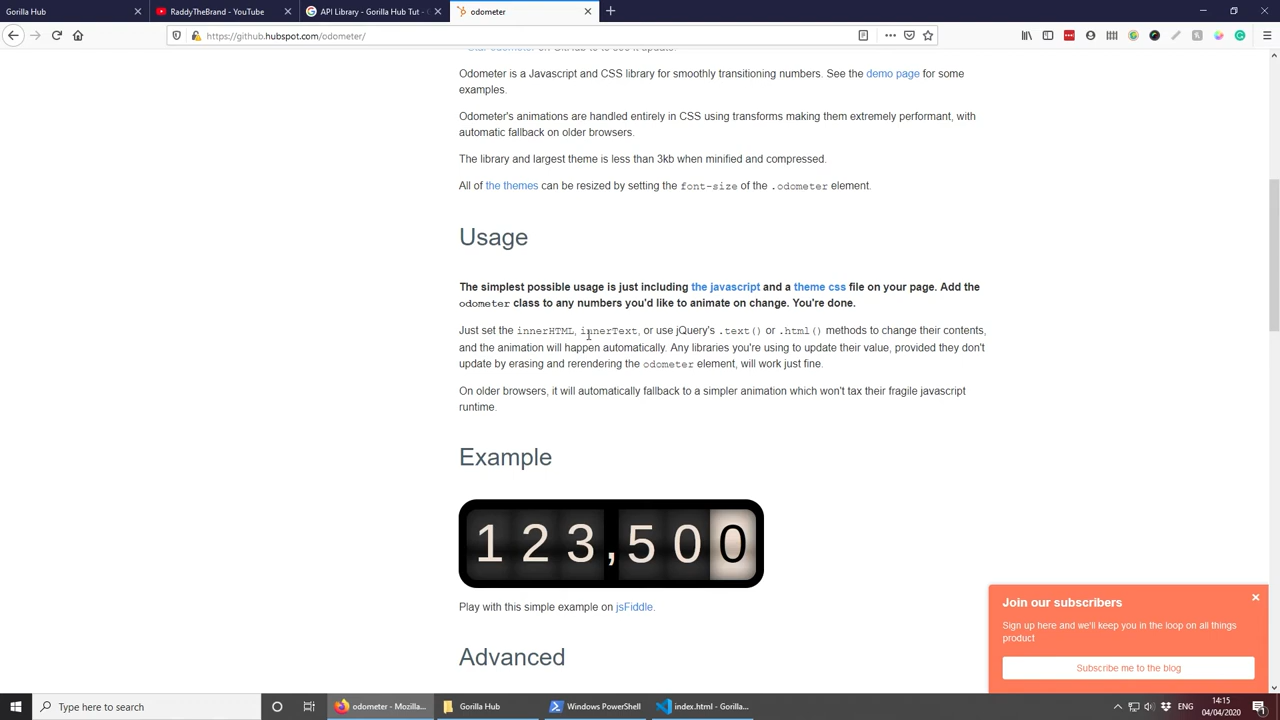 Gorilla Hub
RaddyTheBrand - YouTube
API Library - Gorilla Hub Tut - G
odometer
https://github.hubspot.com/odometer/
Star odometer on GitHub to to see it update.
Odometer is a Javascript and CSS library for smoothly transitioning numbers. See the demo page for some
examples.
Odometer's animations are handled entirely in CSS using transforms making them extremely performant, with
automatic fallback on older browsers.
The library and largest theme is less than 3kb when minified and compressed.
All of the themes can be resized by setting the font-size of the .odometer element.
Usage
The simplest possible usage is just including the javascript and a theme css file on your page. Add the
odometer class to any numbers you'd like to animate on change. You're done.
Just set the innerHTML, innerText, or use jQuery's .text() or .html() methods to change their contents,
and the animation will happen automatically. Any libraries you're using to update their value, provided they don't
update by erasing and rerendering the odometer element, will work just fine.
On older browsers, it will automatically fallback to a simpler animation which won't tax their fragile javascript
runtime.
Example
123,500
Play with this simple example on jsFiddle.
Advanced
Join our subscribers
Sign up here and we'll keep you in the loop on all things
product
Subscribe me to the blog
Type here to search
odometer - Mozilla...
Gorilla Hub
Windows PowerShell
index.html - Gorilla...
ENG
14:15
04/04/2020